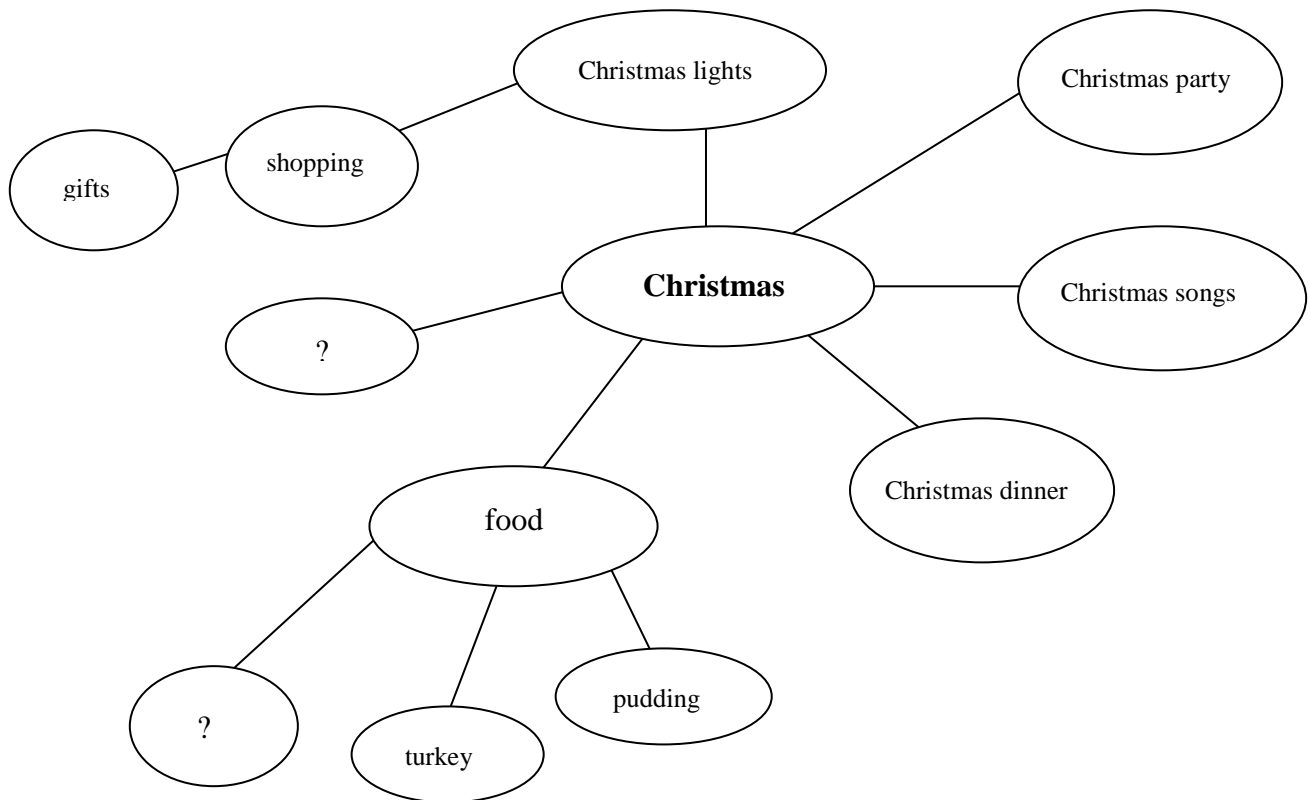 Christmas lights
Christmas party
shopping
gifts
Christmas
Christmas songs
?
Christmas dinner
food
pudding
?
turkey